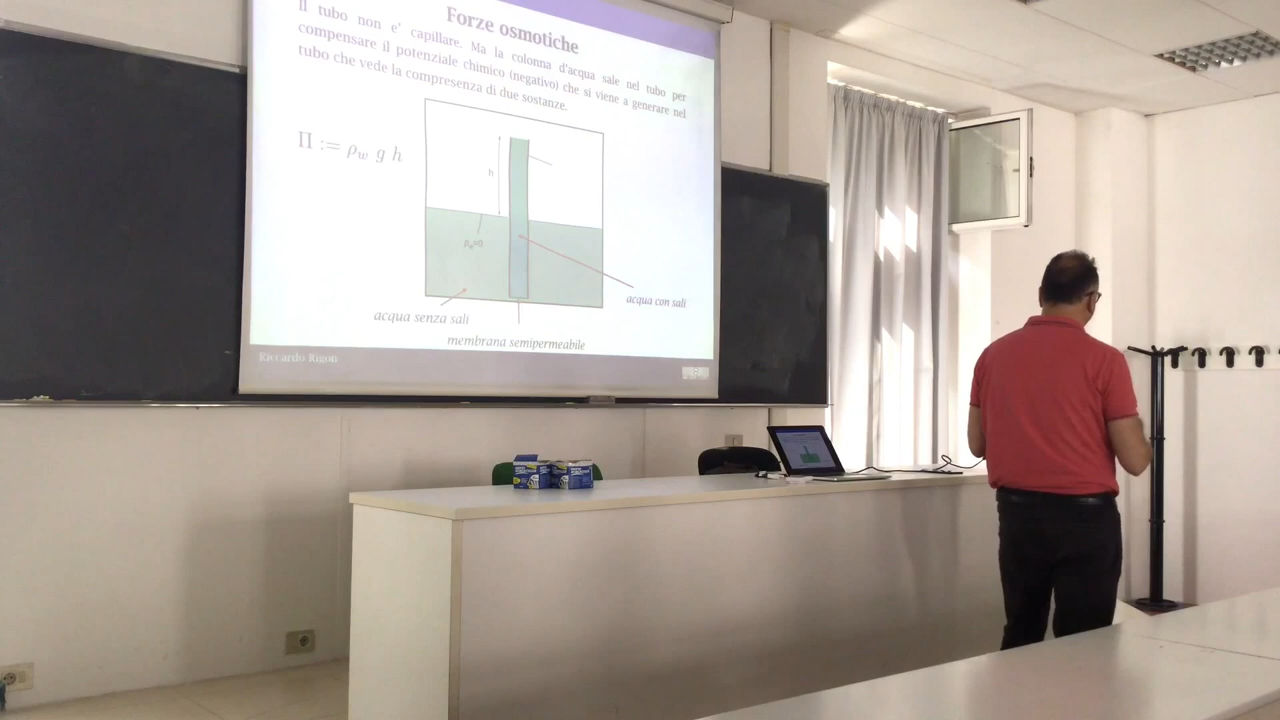 Forze osmotiche
Il tubo non e' capillare. Ma la colonna d'acqua sale nel tubo per
compensare il potenziale chimico (negativo) che si viene a generare nel
tubo che vede la compresenza di due sostanze.
Π := ρw g h
h
acqua con sali
acqua senza sali
membrana semipermeabile
Riccardo Rigon